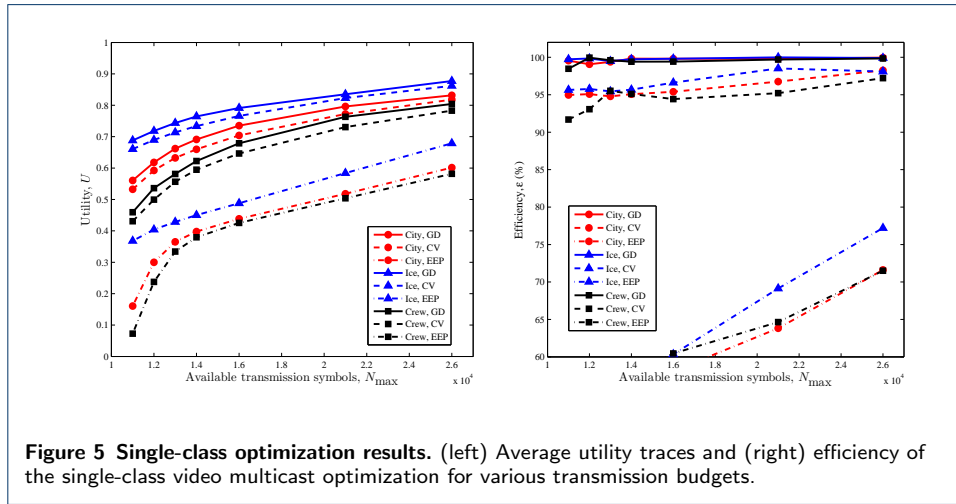 1
0.9
0.8
0.7
0.6
0.5
0.4
0.3
0.2
0.1
0
Utility, U
1
1.2
1.4
1.6
1.8
2
2.2
2.4
2.6
x 10⁴
Available transmission symbols, Nmax
City, GD
City, CV
City, EEP
Ice, GD
Ice, CV
Ice, EEP
Crew, GD
Crew, CV
Crew, EEP
100
95
90
85
80
75
70
65
60
Efficiency, ε (%)
1
1.2
1.4
1.6
1.8
2
2.2
2.4
2.6
x 10⁴
Available transmission symbols, Nmax
City, GD
City, CV
City, EEP
Ice, GD
Ice, CV
Ice, EEP
Crew, GD
Crew, CV
Crew, EEP
Figure 5 Single-class optimization results. (left) Average utility traces and (right) efficiency of
the single-class video multicast optimization for various transmission budgets.